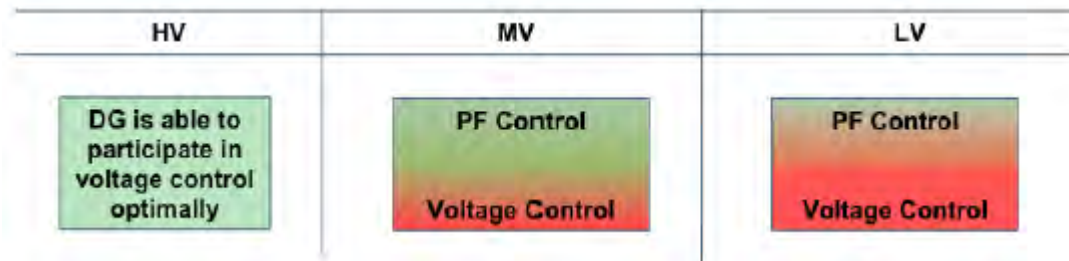 HV
MV
LV
DG is able to
participate in
voltage control
optimally
PF Control
Voltage Control
PF Control
Voltage Control